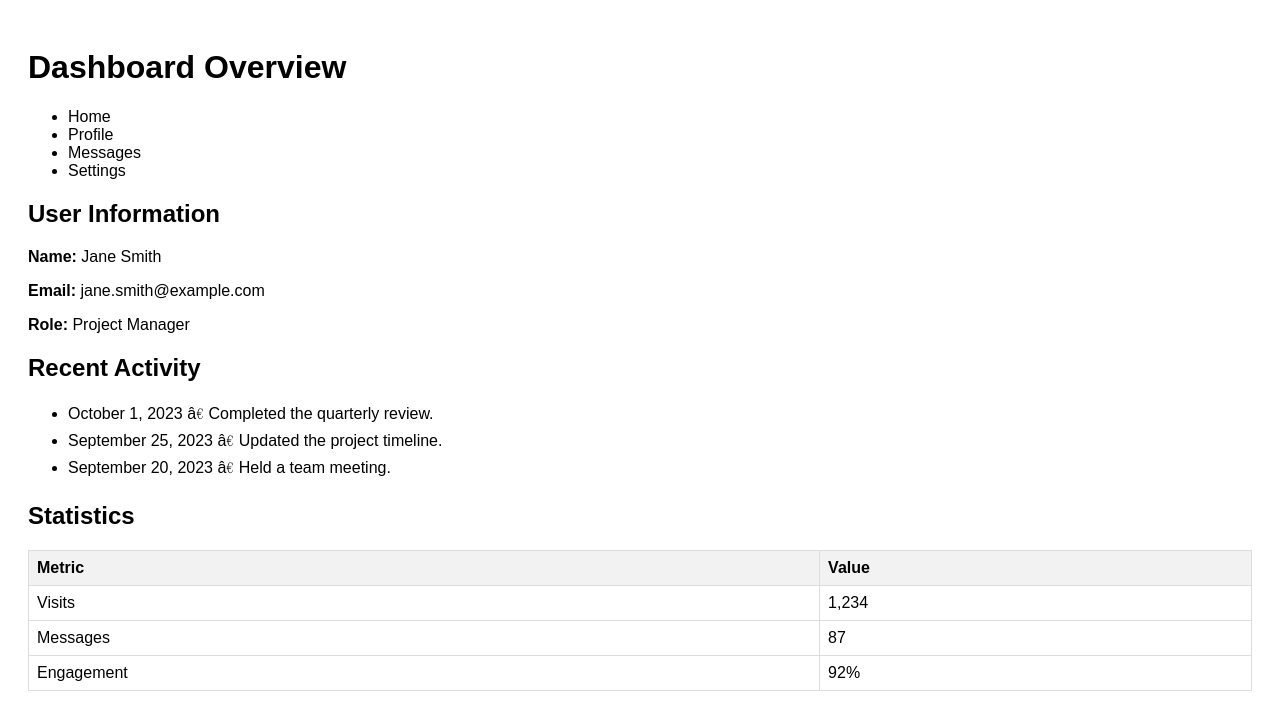 Dashboard Overview
Home
Profile
Messages
Settings
User Information
Name: Jane Smith
Email: jane.smith@example.com
Role: Project Manager
Recent Activity
October 1, 2023 â€ Completed the quarterly review.
September 25, 2023 â€ Updated the project timeline.
September 20, 2023 â€ Held a team meeting.
Statistics
Metric Value
Visits 1,234
Messages 87
Engagement 92%